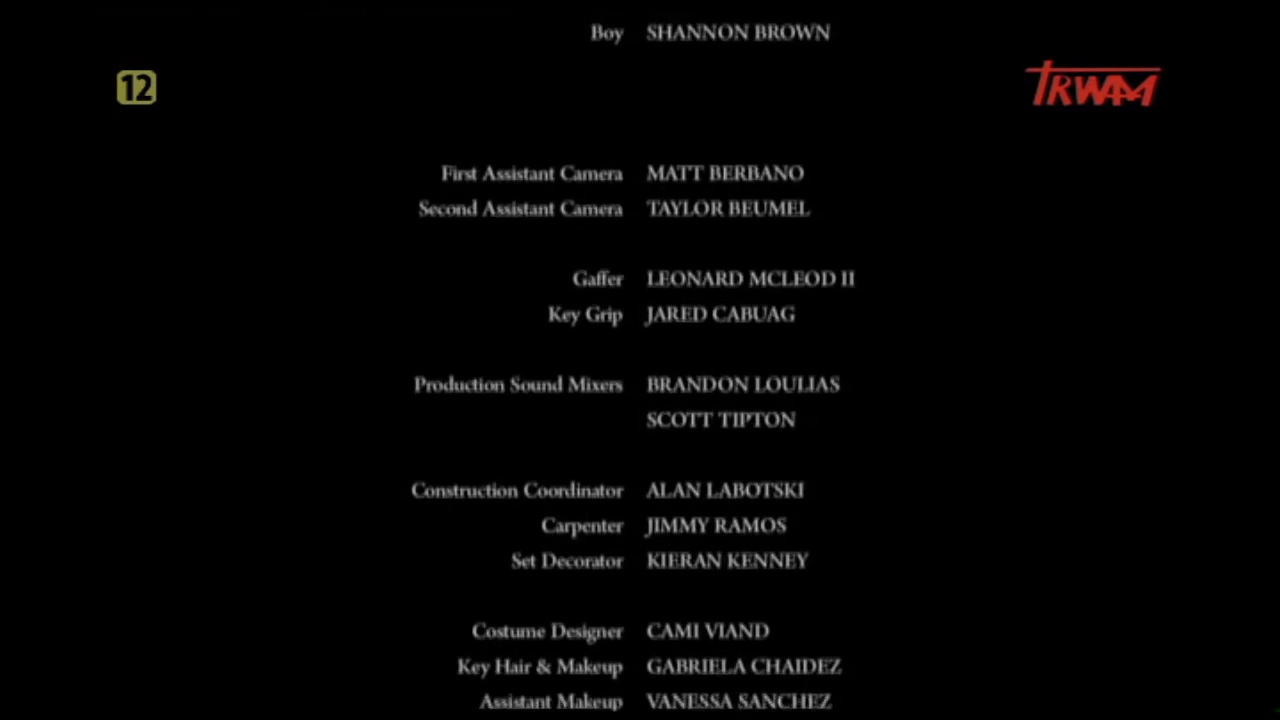 Boy SHANNON BROWN
12
TRWAM
First Assistant Camera MATT BERBANO
Second Assistant Camera TAYLOR BEUMEL
Gaffer LEONARD MCLEOD II
Key Grip JARED CABUAG
Production Sound Mixers BRANDON LOULIAS
SCOTT TIPTON
Construction Coordinator ALAN LABOTSKI
Carpenter JIMMY RAMOS
Set Decorator KIERAN KENNEY
Costume Designer CAMI VIAND
Key Hair & Makeup GABRIELA CHAIDEZ
Assistant Makeup VANESSA SANCHEZ